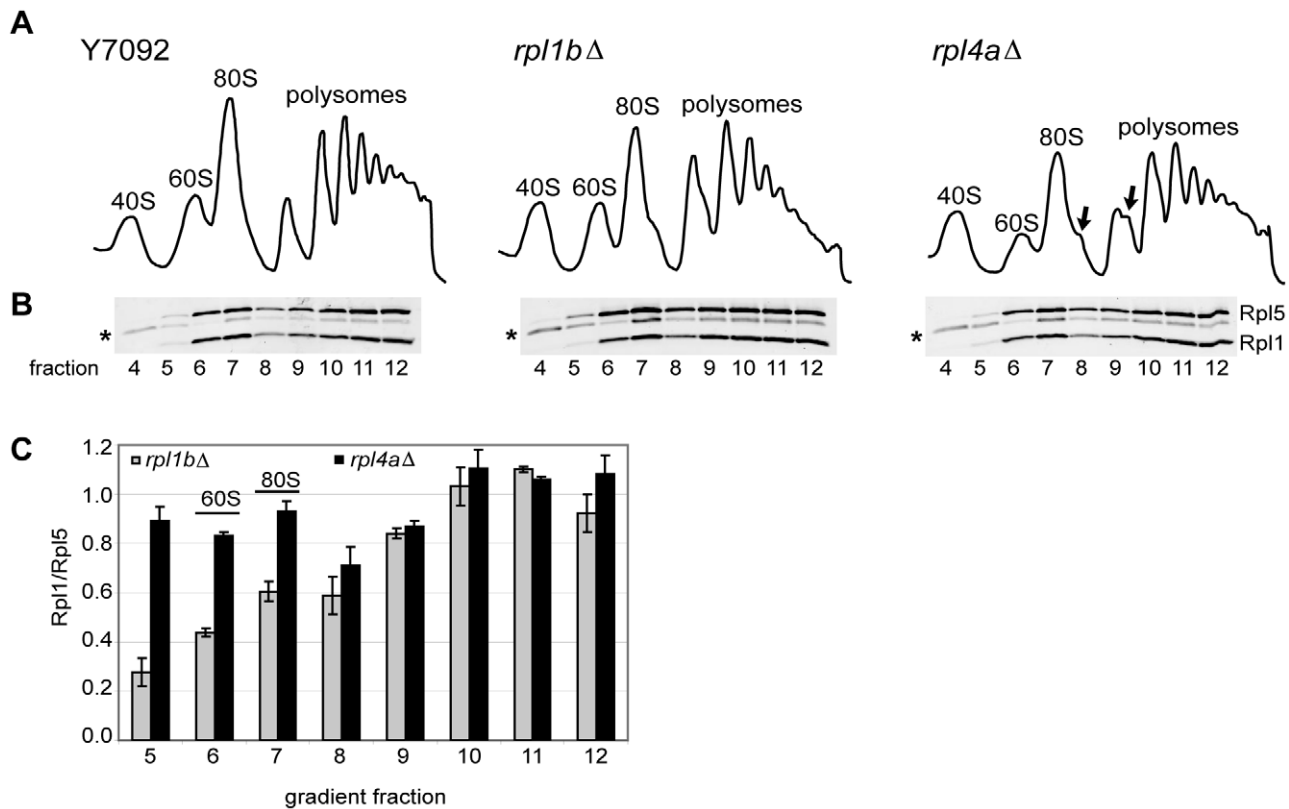 A
Y7092
rpl1bΔ
rpl4aΔ
40S
60S
80S
polysomes
40S
60S
80S
polysomes
40S
60S
80S
polysomes
B
*
*
*
Rpl5
Rpl1
fraction 4 5 6 7 8 9 10 11 12
4 5 6 7 8 9 10 11 12
4 5 6 7 8 9 10 11 12
C
Rpl1/Rpl5
1.2
1.0
0.8
0.6
0.4
0.2
0.0
rpl1bΔ
rpl4aΔ
60S
80S
5 6 7 8 9 10 11 12
gradient fraction